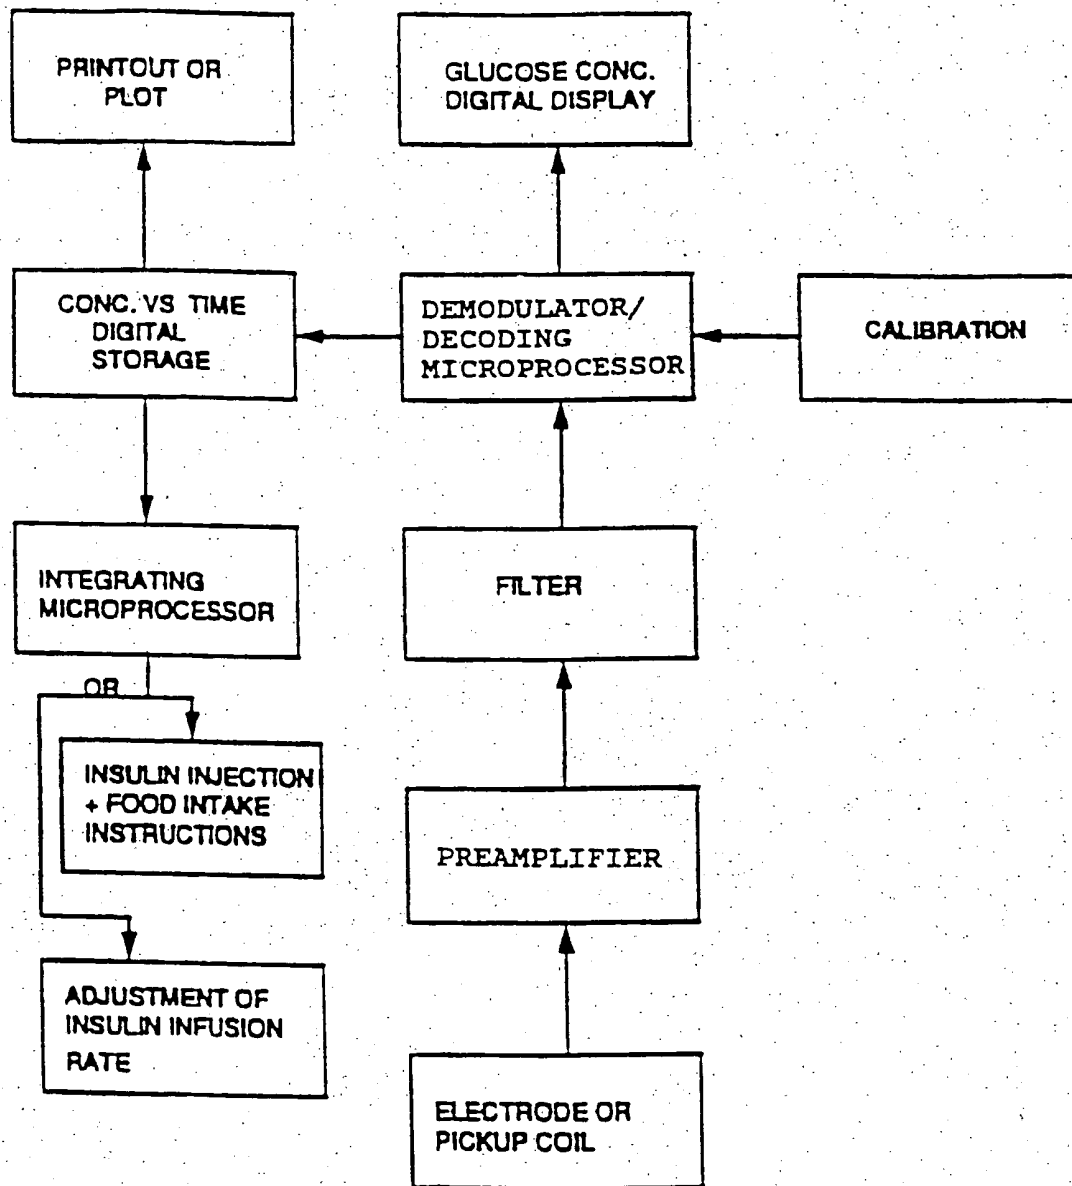 PRINTOUT OR
PLOT
GLUCOSE CONC.
DIGITAL DISPLAY
CONC. VS TIME
DIGITAL
STORAGE
DEMODULATOR/
DECODING
MICROPROCESSOR
CALIBRATION
INTEGRATING
MICROPROCESSOR
FILTER
OR
INSULIN INJECTION
+ FOOD INTAKE
INSTRUCTIONS
PREAMPLIFIER
ADJUSTMENT OF
INSULIN INFUSION
RATE
ELECTRODE OR
PICKUP COIL